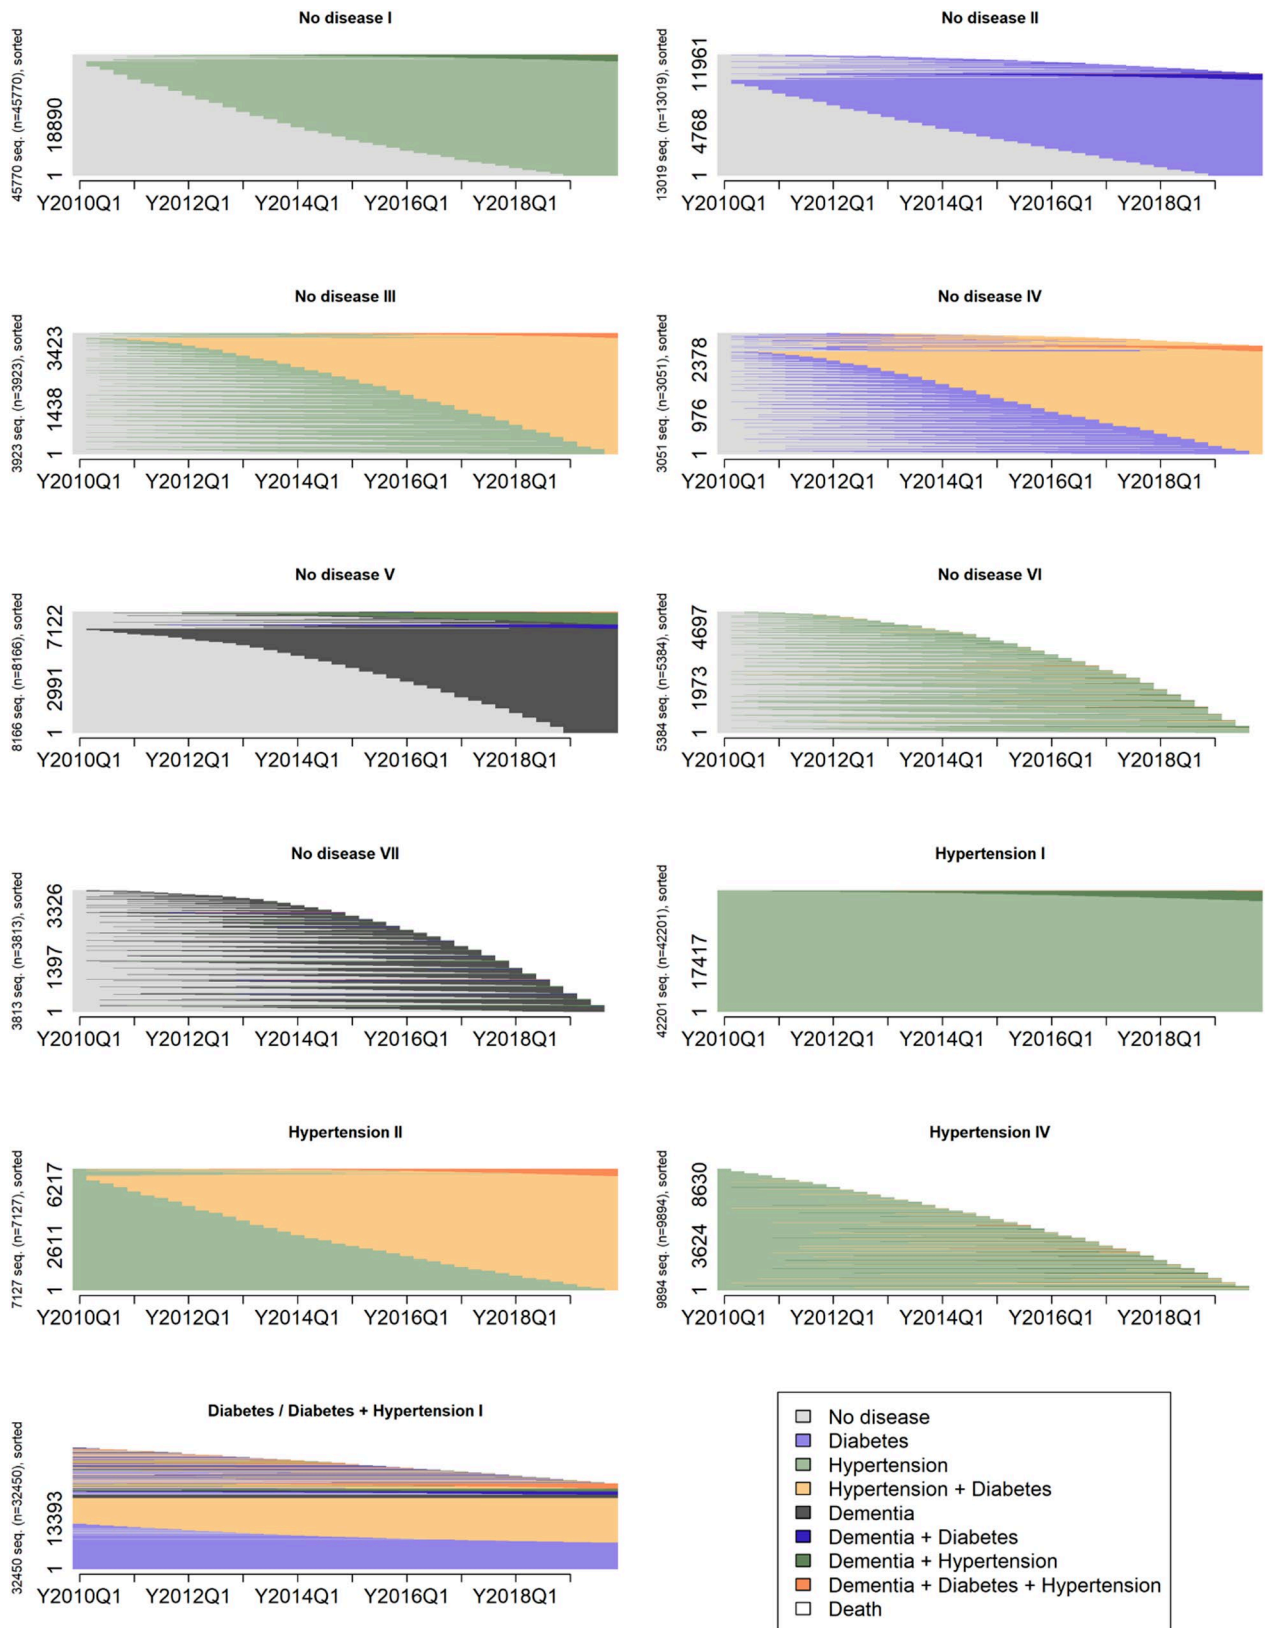 No disease I
45770 seq. (n=45770), sorted
1 18890
Y2010Q1 Y2012Q1 Y2014Q1 Y2016Q1 Y2018Q1
No disease II
13019 seq. (n=13019), sorted
1 4768 11961
Y2010Q1 Y2012Q1 Y2014Q1 Y2016Q1 Y2018Q1
No disease III
3923 seq. (n=3923), sorted
1 1438 3423
Y2010Q1 Y2012Q1 Y2014Q1 Y2016Q1 Y2018Q1
No disease IV
3051 seq. (n=3051), sorted
1 976 2378
Y2010Q1 Y2012Q1 Y2014Q1 Y2016Q1 Y2018Q1
No disease V
8166 seq. (n=8166), sorted
1 2991 7122
Y2010Q1 Y2012Q1 Y2014Q1 Y2016Q1 Y2018Q1
No disease VI
5384 seq. (n=5384), sorted
1 1973 4697
Y2010Q1 Y2012Q1 Y2014Q1 Y2016Q1 Y2018Q1
No disease VII
3813 seq. (n=3813), sorted
1 1397 3326
Y2010Q1 Y2012Q1 Y2014Q1 Y2016Q1 Y2018Q1
Hypertension I
42201 seq. (n=42201), sorted
1 17417
Y2010Q1 Y2012Q1 Y2014Q1 Y2016Q1 Y2018Q1
Hypertension II
7127 seq. (n=7127), sorted
1 2611 6217
Y2010Q1 Y2012Q1 Y2014Q1 Y2016Q1 Y2018Q1
Hypertension IV
9894 seq. (n=9894), sorted
1 3624 8630
Y2010Q1 Y2012Q1 Y2014Q1 Y2016Q1 Y2018Q1
Diabetes / Diabetes + Hypertension I
32450 seq. (n=32450), sorted
1 13393
Y2010Q1 Y2012Q1 Y2014Q1 Y2016Q1 Y2018Q1
No disease
Diabetes
Hypertension
Hypertension + Diabetes
Dementia
Dementia + Diabetes
Dementia + Hypertension
Dementia + Diabetes + Hypertension
Death